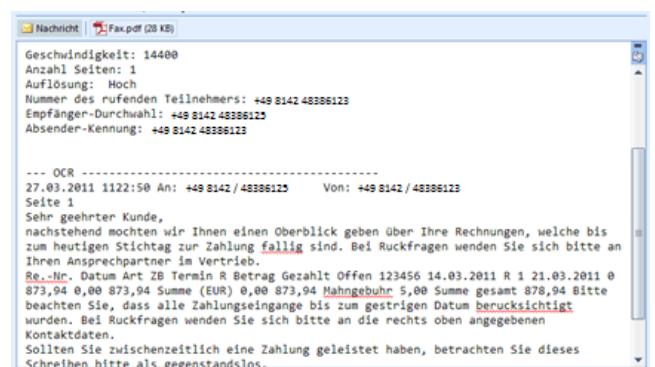 Nachricht Fax.pdf (28 KB)
Geschwindigkeit: 14400
Anzahl Seiten: 1
Auflösung: Hoch
Nummer des rufenden Teilnehmers: +49 8142 48386123
Empfänger-Durchwahl: +49 8142 48386125
Absender-Kennung: +49 8142 48386123
--- OCR ------------------------------------------
27.03.2011 1122:50 An: +49 8142 / 48386125 Von: +49 8142 / 48386123
Seite 1
Sehr geehrter Kunde,
nachstehend mochten wir Ihnen einen Oberblick geben über Ihre Rechnungen, welche bis
zum heutigen Stichtag zur Zahlung fallig sind. Bei Ruckfragen wenden Sie sich bitte an
Ihren Ansprechpartner im Vertrieb.
Re.-Nr. Datum Art ZB Termin R Betrag Gezahlt Offen 123456 14.03.2011 R 1 21.03.2011 0
873,94 0,00 873,94 Summe (EUR) 0,00 873,94 Mahngebuhr 5,00 Summe gesamt 878,94 Bitte
beachten Sie, dass alle Zahlungseingange bis zum gestrigen Datum berucksichtigt
wurden. Bei Ruckfragen wenden Sie sich bitte an die rechts oben angegebenen
Kontaktdaten.
Sollten Sie zwischenzeitlich eine Zahlung geleistet haben, betrachten Sie dieses
Schreiben bitte als gegenstandslos.